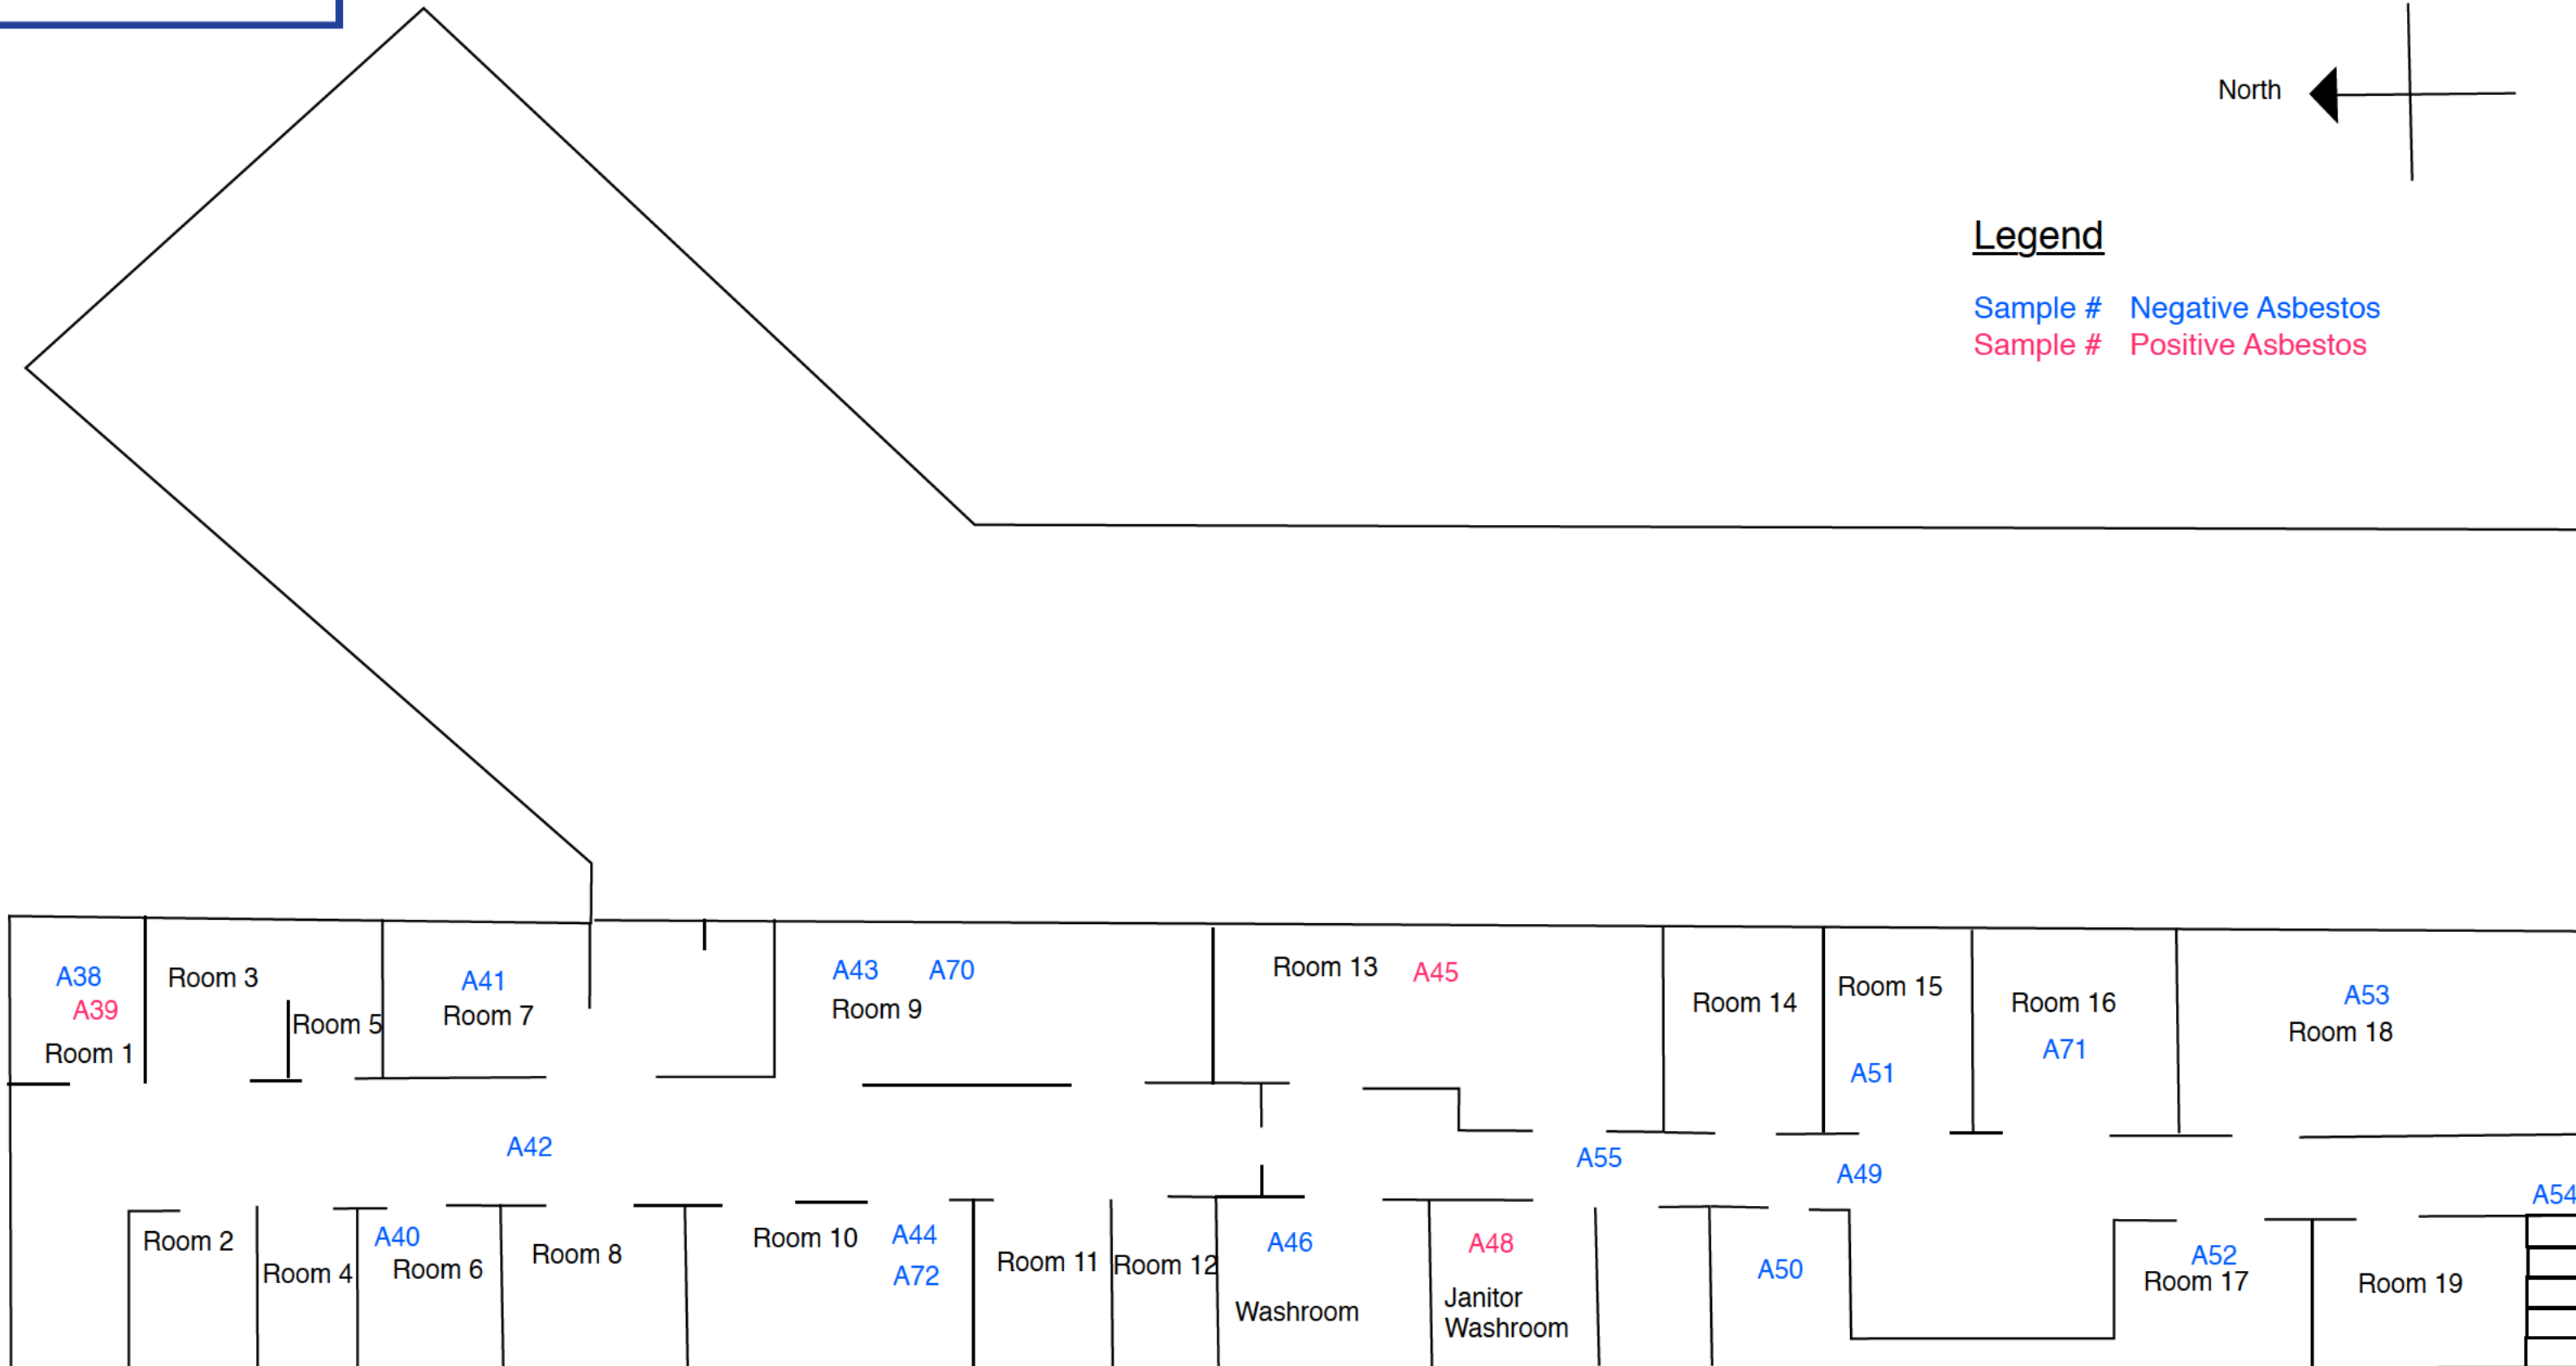 North
Legend
Sample # Negative Asbestos
Sample # Positive Asbestos
A38
A39
Room 1
Room 3
Room 5
A41
Room 7
A43 A70
Room 9
Room 13 A45
Room 14
Room 15
A51
Room 16
A71
A53
Room 18
A42
A55
A49
A54
Room 2
Room 4
A40
Room 6
Room 8
Room 10
A44
A72
Room 11
Room 12
A46
Washroom
A48
Janitor
Washroom
A50
A52
Room 17
Room 19